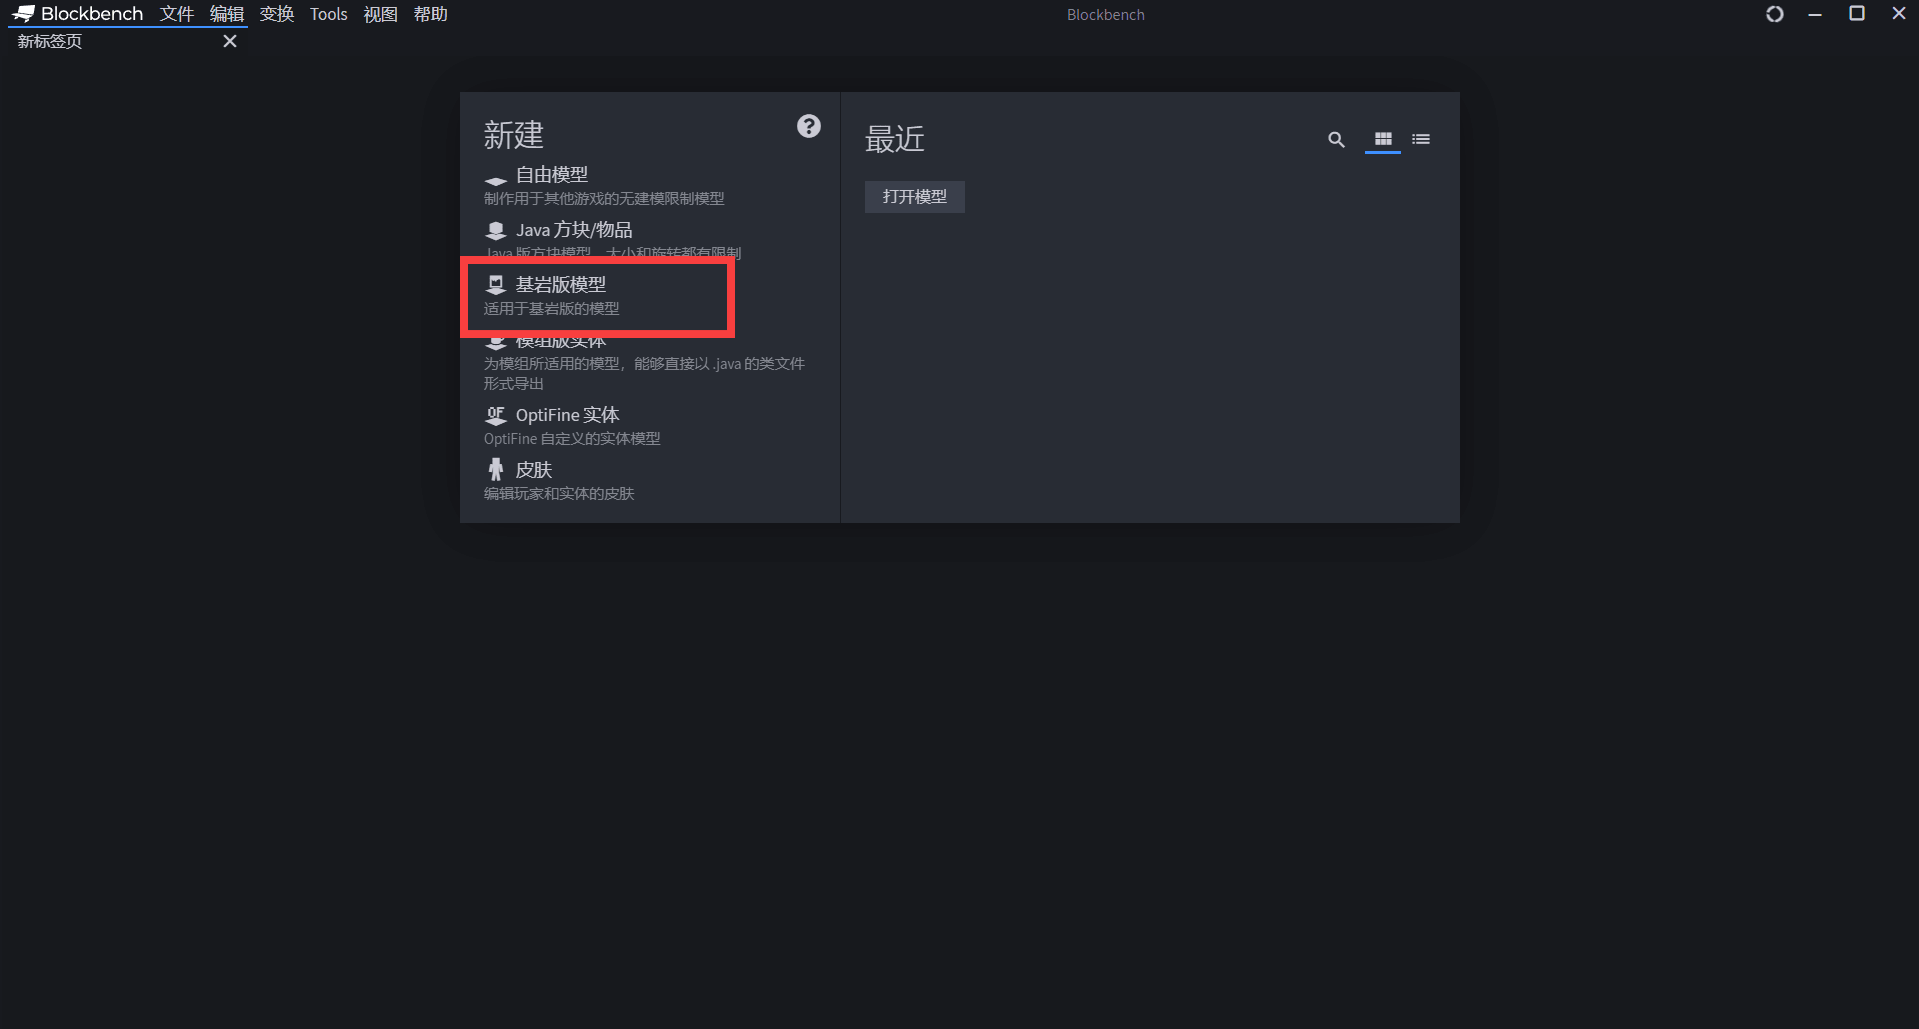 Blockbench 文件 编辑 变换 Tools 视图 帮助
Blockbench
新标签页
新建
自由模型
制作用于其他游戏的无建模限制模型
Java 方块/物品
Java 版方块模型，大小和旋转都有限制
基岩版模型
适用于基岩版的模型
模组版实体
为模组所适用的模型，能够直接以 .java 的类文件
形式导出
OF OptiFine 实体
OptiFine 自定义的实体模型
皮肤
编辑玩家和实体的皮肤
最近
打开模型